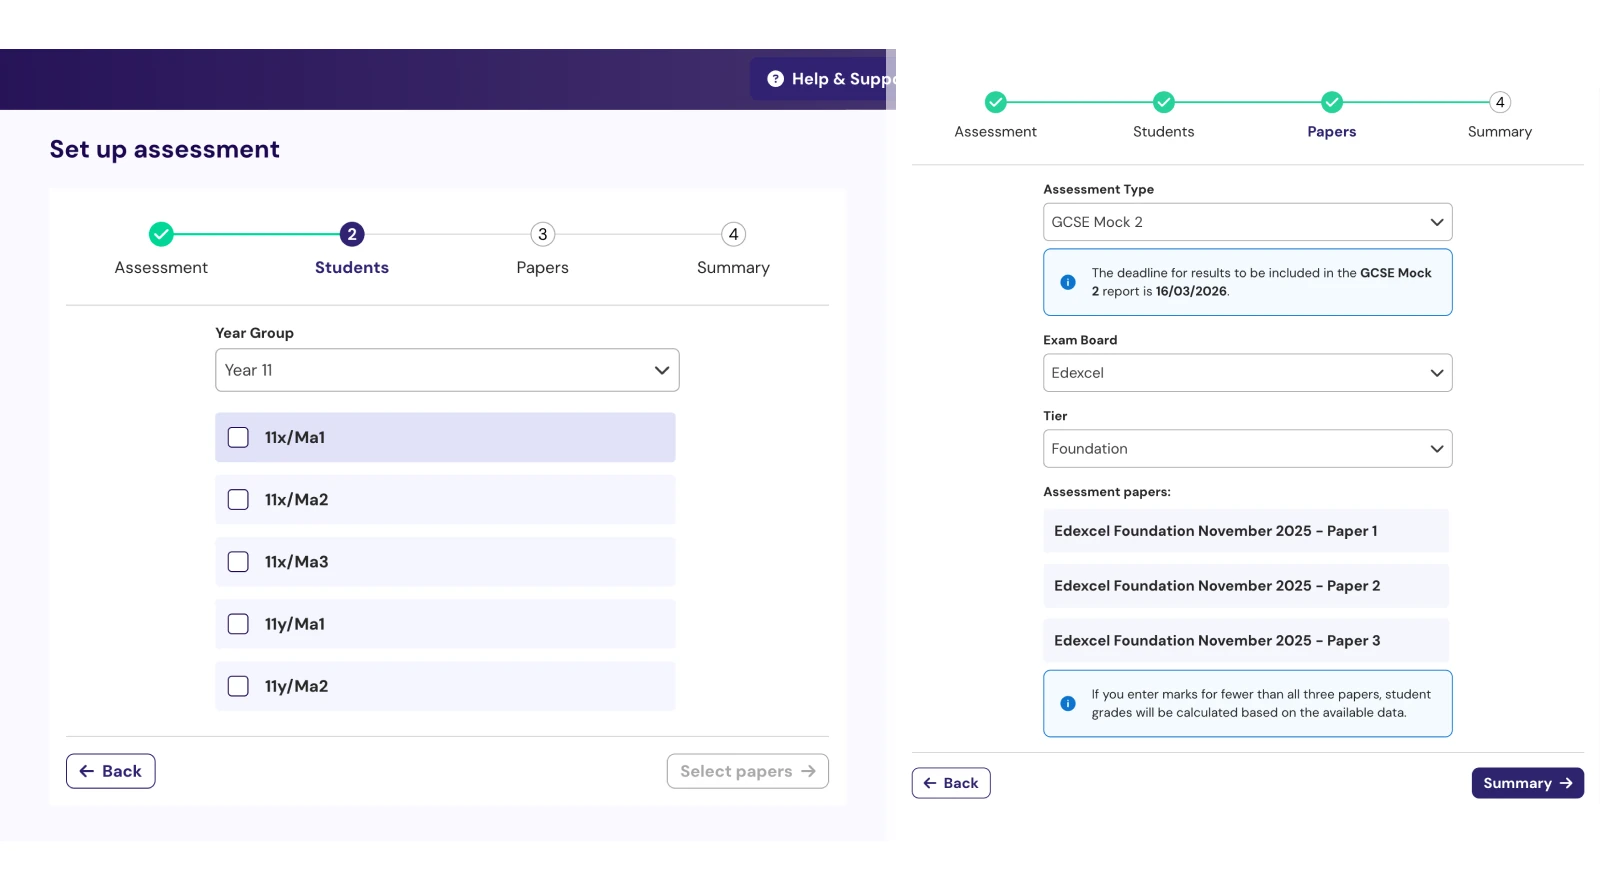 Help & Suppo
Set up assessment
2
3
4
Assessment
Students
Papers
Summary
Year Group
Year 11
11x/Ma1
11x/Ma2
11x/Ma3
11y/Ma1
11y/Ma2
Back
Select papers
4
Assessment
Students
Papers
Summary
Assessment Type
GCSE Mock 2
The deadline for results to be included in the GCSE Mock
2 report is 16/03/2026.
Exam Board
Edexcel
Tier
Foundation
Assessment papers:
Edexcel Foundation November 2025 - Paper 1
Edexcel Foundation November 2025 - Paper 2
Edexcel Foundation November 2025 - Paper 3
If you enter marks for fewer than all three papers, student
grades will be calculated based on the available data.
Back
Summary